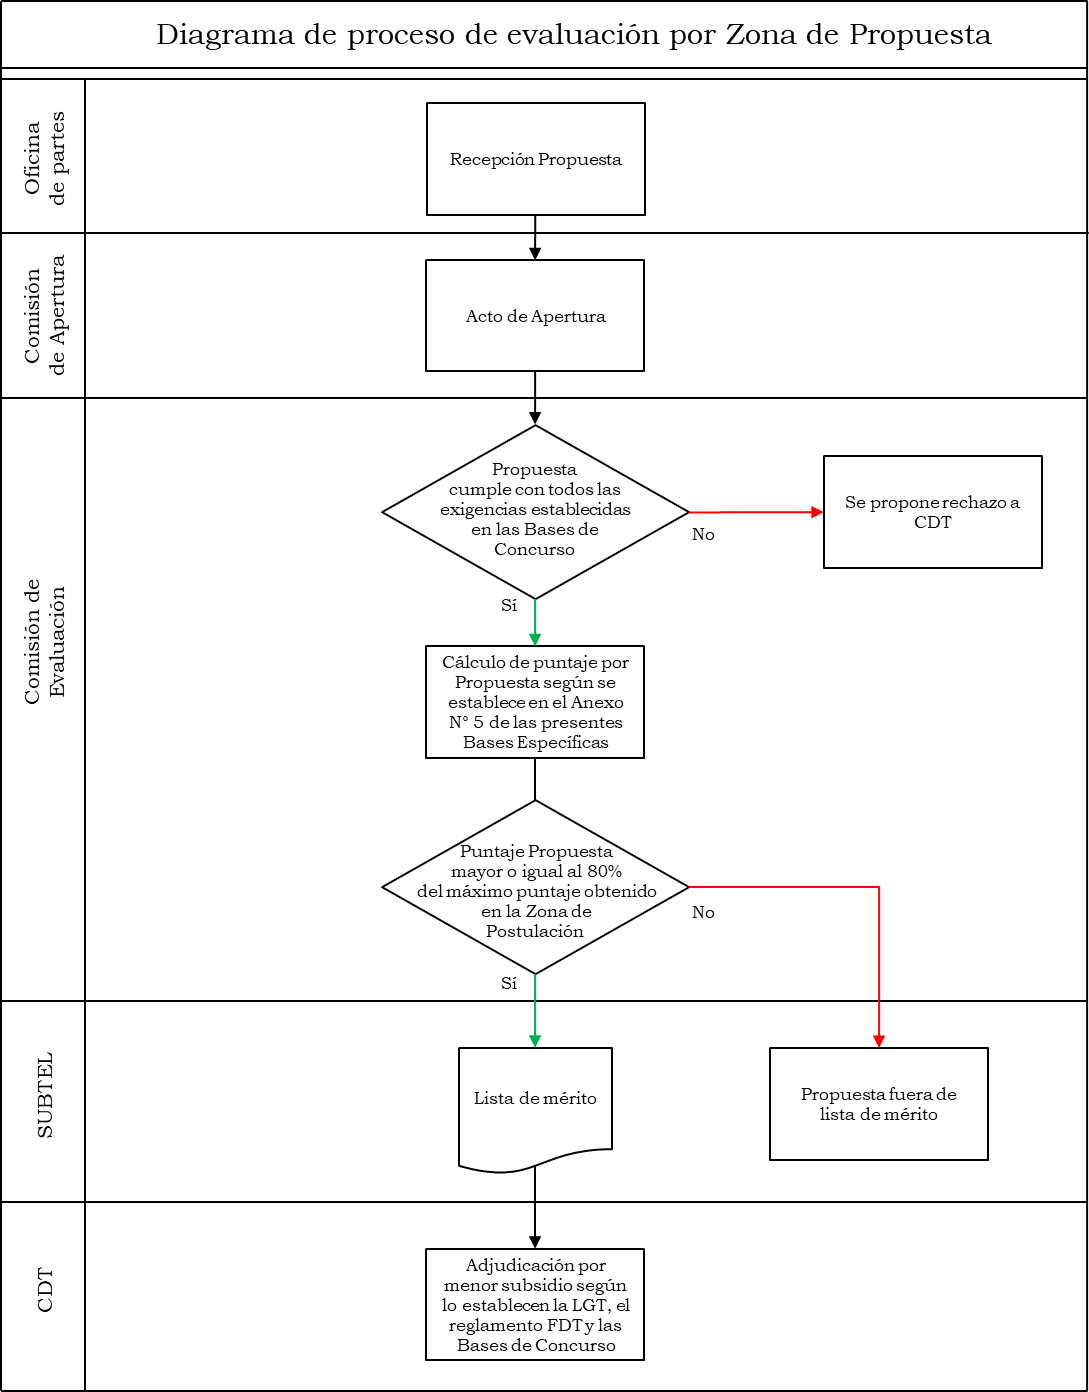 Diagrama de proceso de evaluación por Zona de Propuesta
Oficina
de partes
Recepción Propuesta
Comisión
de Apertura
Acto de Apertura
Comisión de
Evaluación
Propuesta
cumple con todos las
exigencias establecidas
en las Bases de
Concurso
No
Se propone rechazo a
CDT
Sí
Cálculo de puntaje por
Propuesta según se
establece en el Anexo
N° 5 de las presentes
Bases Específicas
Puntaje Propuesta
mayor o igual al 80%
del máximo puntaje obtenido
en la Zona de
Postulación
No
Sí
SUBTEL
Lista de mérito
Propuesta fuera de
lista de mérito
CDT
Adjudicación por
menor subsidio según
lo establecen la LGT, el
reglamento FDT y las
Bases de Concurso